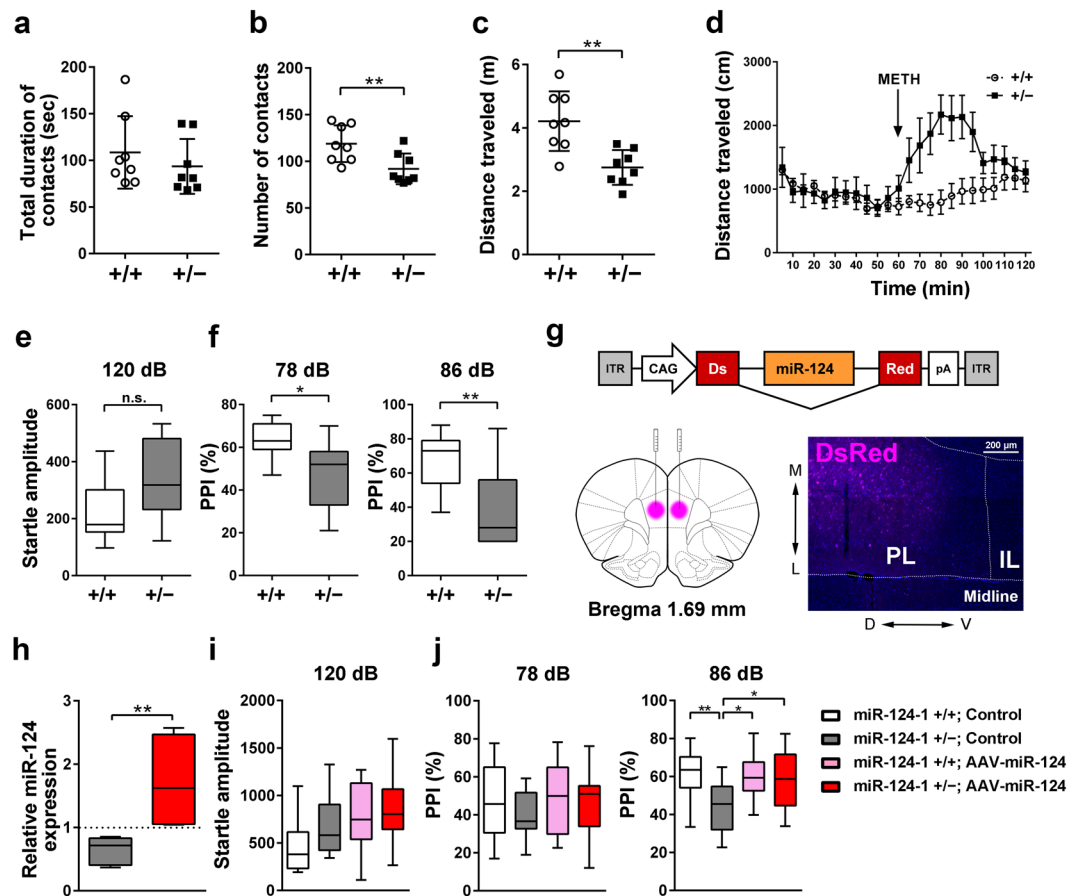 a
Total duration of
contacts (sec)
200
150
100
50
0
+/+
+/−
b
Number of contacts
200
150
100
50
0
**
+/+
+/−
c
Distance traveled (m)
6
4
2
0
**
+/+
+/−
d
Distance traveled (cm)
3000
2000
1000
0
METH
+/+
+/−
10 20 30 40 50 60 70 80 90 100 110 120
Time (min)
e
120 dB
Startle amplitude
600
400
200
0
n.s.
+/+
+/−
f
78 dB
PPI (%)
80
60
40
20
0
*
+/+
+/−
86 dB
PPI (%)
100
80
60
40
20
0
**
+/+
+/−
g
ITR CAG Ds miR-124 Red pA ITR
Bregma 1.69 mm
DsRed
200 µm
M
L
PL
IL
Midline
D
V
h
Relative miR-124
expression
3
2
1
0
**
i
120 dB
Startle amplitude
2000
1500
1000
500
0
j
78 dB
PPI (%)
100
80
60
40
20
0
86 dB
PPI (%)
100
80
60
40
20
0
**
*
*
miR-124-1 +/+; Control
miR-124-1 +/−; Control
miR-124-1 +/+; AAV-miR-124
miR-124-1 +/−; AAV-miR-124